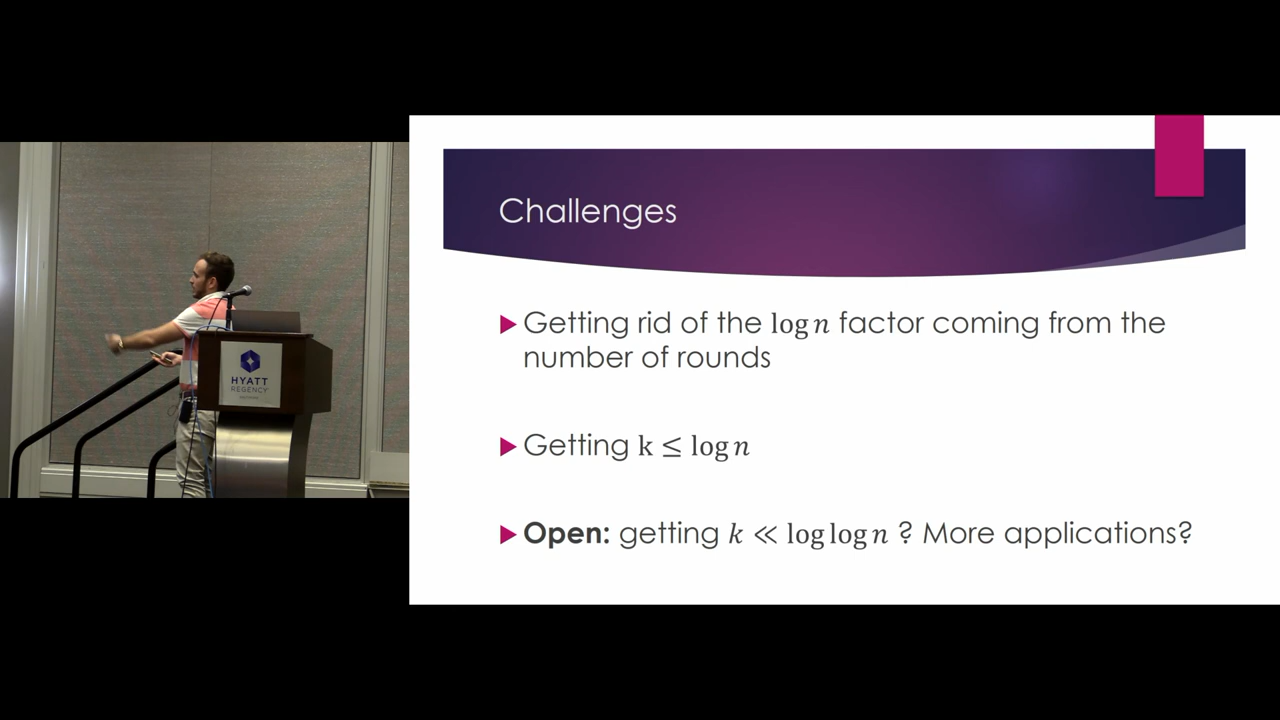 Challenges
Getting rid of the log n factor coming from the
number of rounds
Getting k ≤ log n
Open: getting k ≪ log log n ? More applications?
HYATT
REGENCY